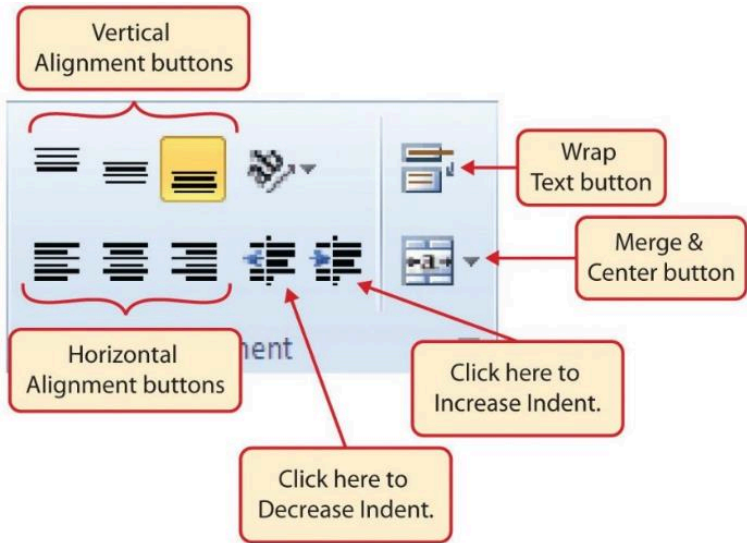 Vertical
Alignment buttons
Wrap
Text button
Merge &
Center button
a
Horizontal
Alignment buttons
ment
Click here to
Increase Indent.
Click here to
Decrease Indent.